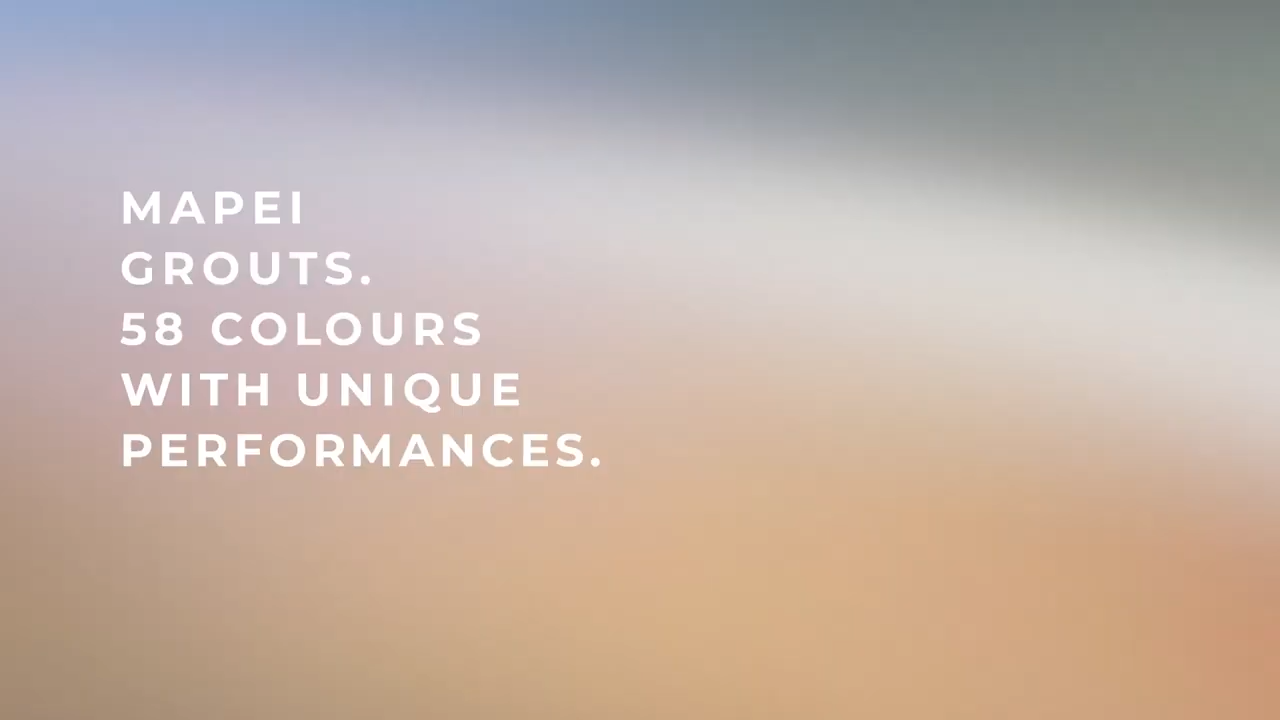 MAPEI
GROUTS.
58 COLOURS
WITH UNIQUE
PERFORMANCES.